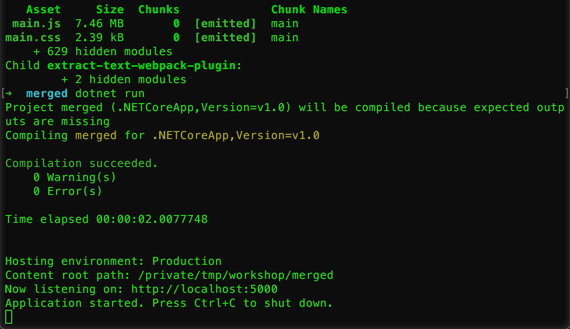 Asset Size Chunks Chunk Names
main.js 7.46 MB 0 [emitted] main
main.css 2.39 kB 0 [emitted] main
+ 629 hidden modules
Child extract-text-webpack-plugin:
+ 2 hidden modules
[→ merged dotnet run ]
Project merged (.NETCoreApp,Version=v1.0) will be compiled because expected outp
uts are missing
Compiling merged for .NETCoreApp,Version=v1.0
Compilation succeeded.
0 Warning(s)
0 Error(s)
Time elapsed 00:00:02.0077748
Hosting environment: Production
Content root path: /private/tmp/workshop/merged
Now listening on: http://localhost:5000
Application started. Press Ctrl+C to shut down.